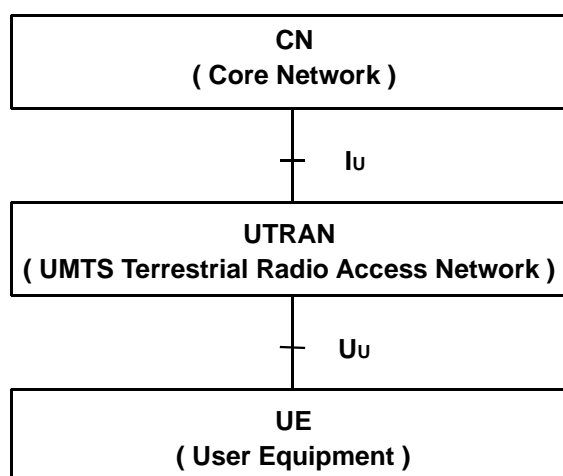 CN
( Core Network )
IU
UTRAN
( UMTS Terrestrial Radio Access Network )
UU
UE
( User Equipment )